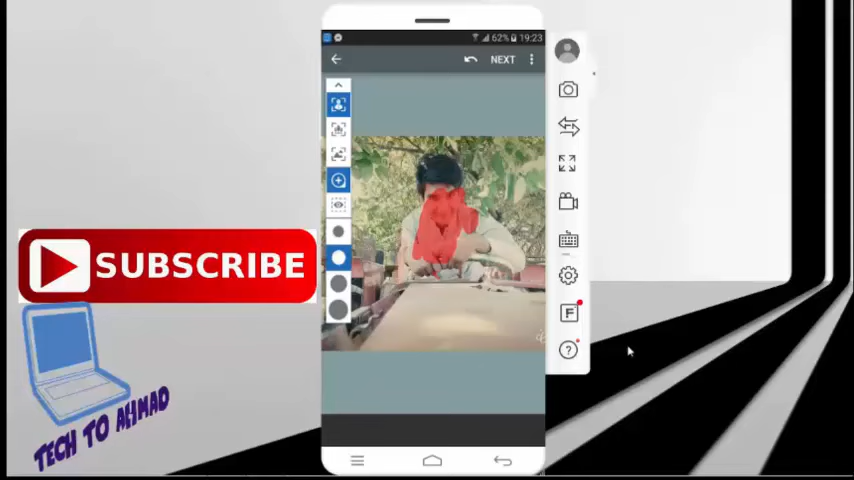 62% 19:23
NEXT
SUBSCRIBE
F
?
TECH TO AHMAD